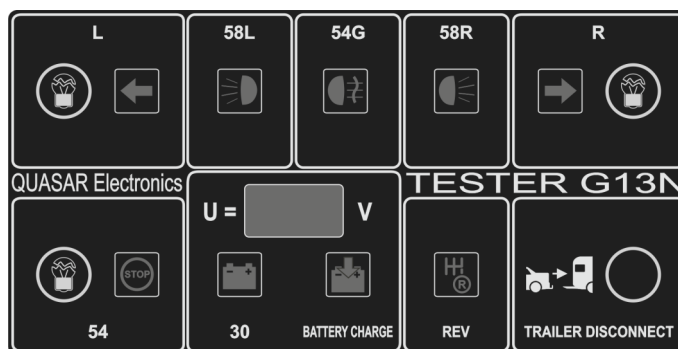 L
58L
54G
58R
R
QUASAR Electronics
TESTER G13N
U = V
STOP
R
54
30
BATTERY CHARGE
REV
TRAILER DISCONNECT